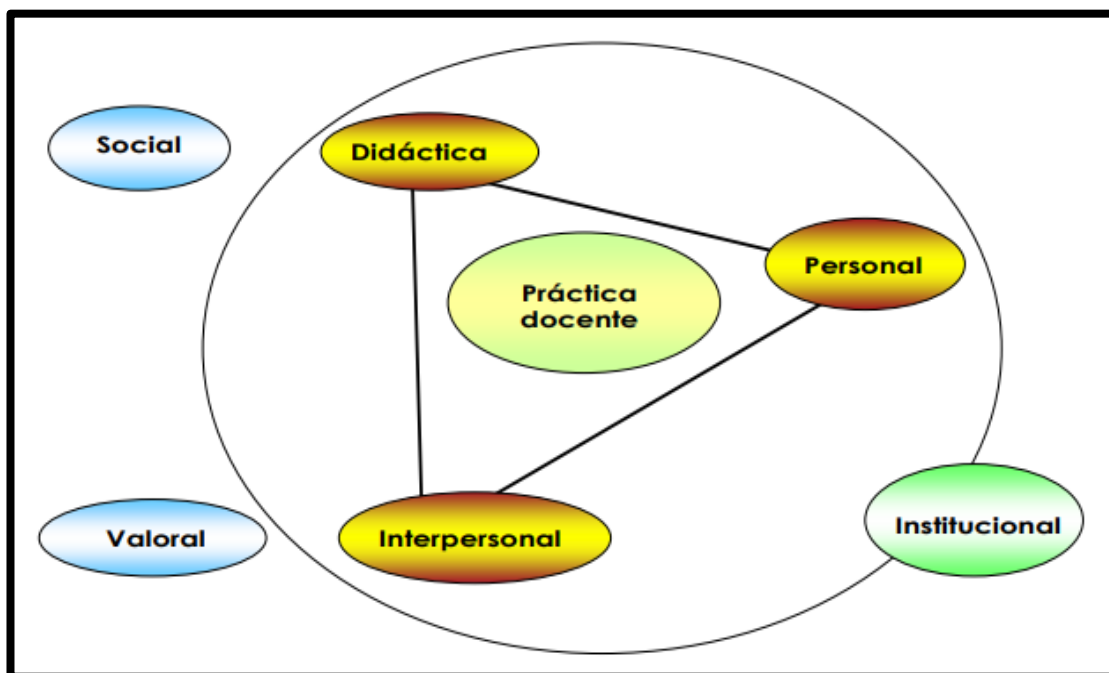 Social
Didáctica
Personal
Práctica
docente
Valoral
Interpersonal
Institucional